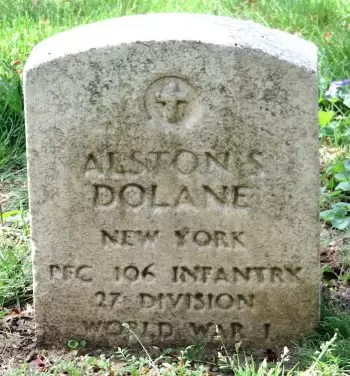 ALSTON S
DOLANE
NEW YORK
PFC 106 INFANTRY
27 DIVISION
WORLD WAR I